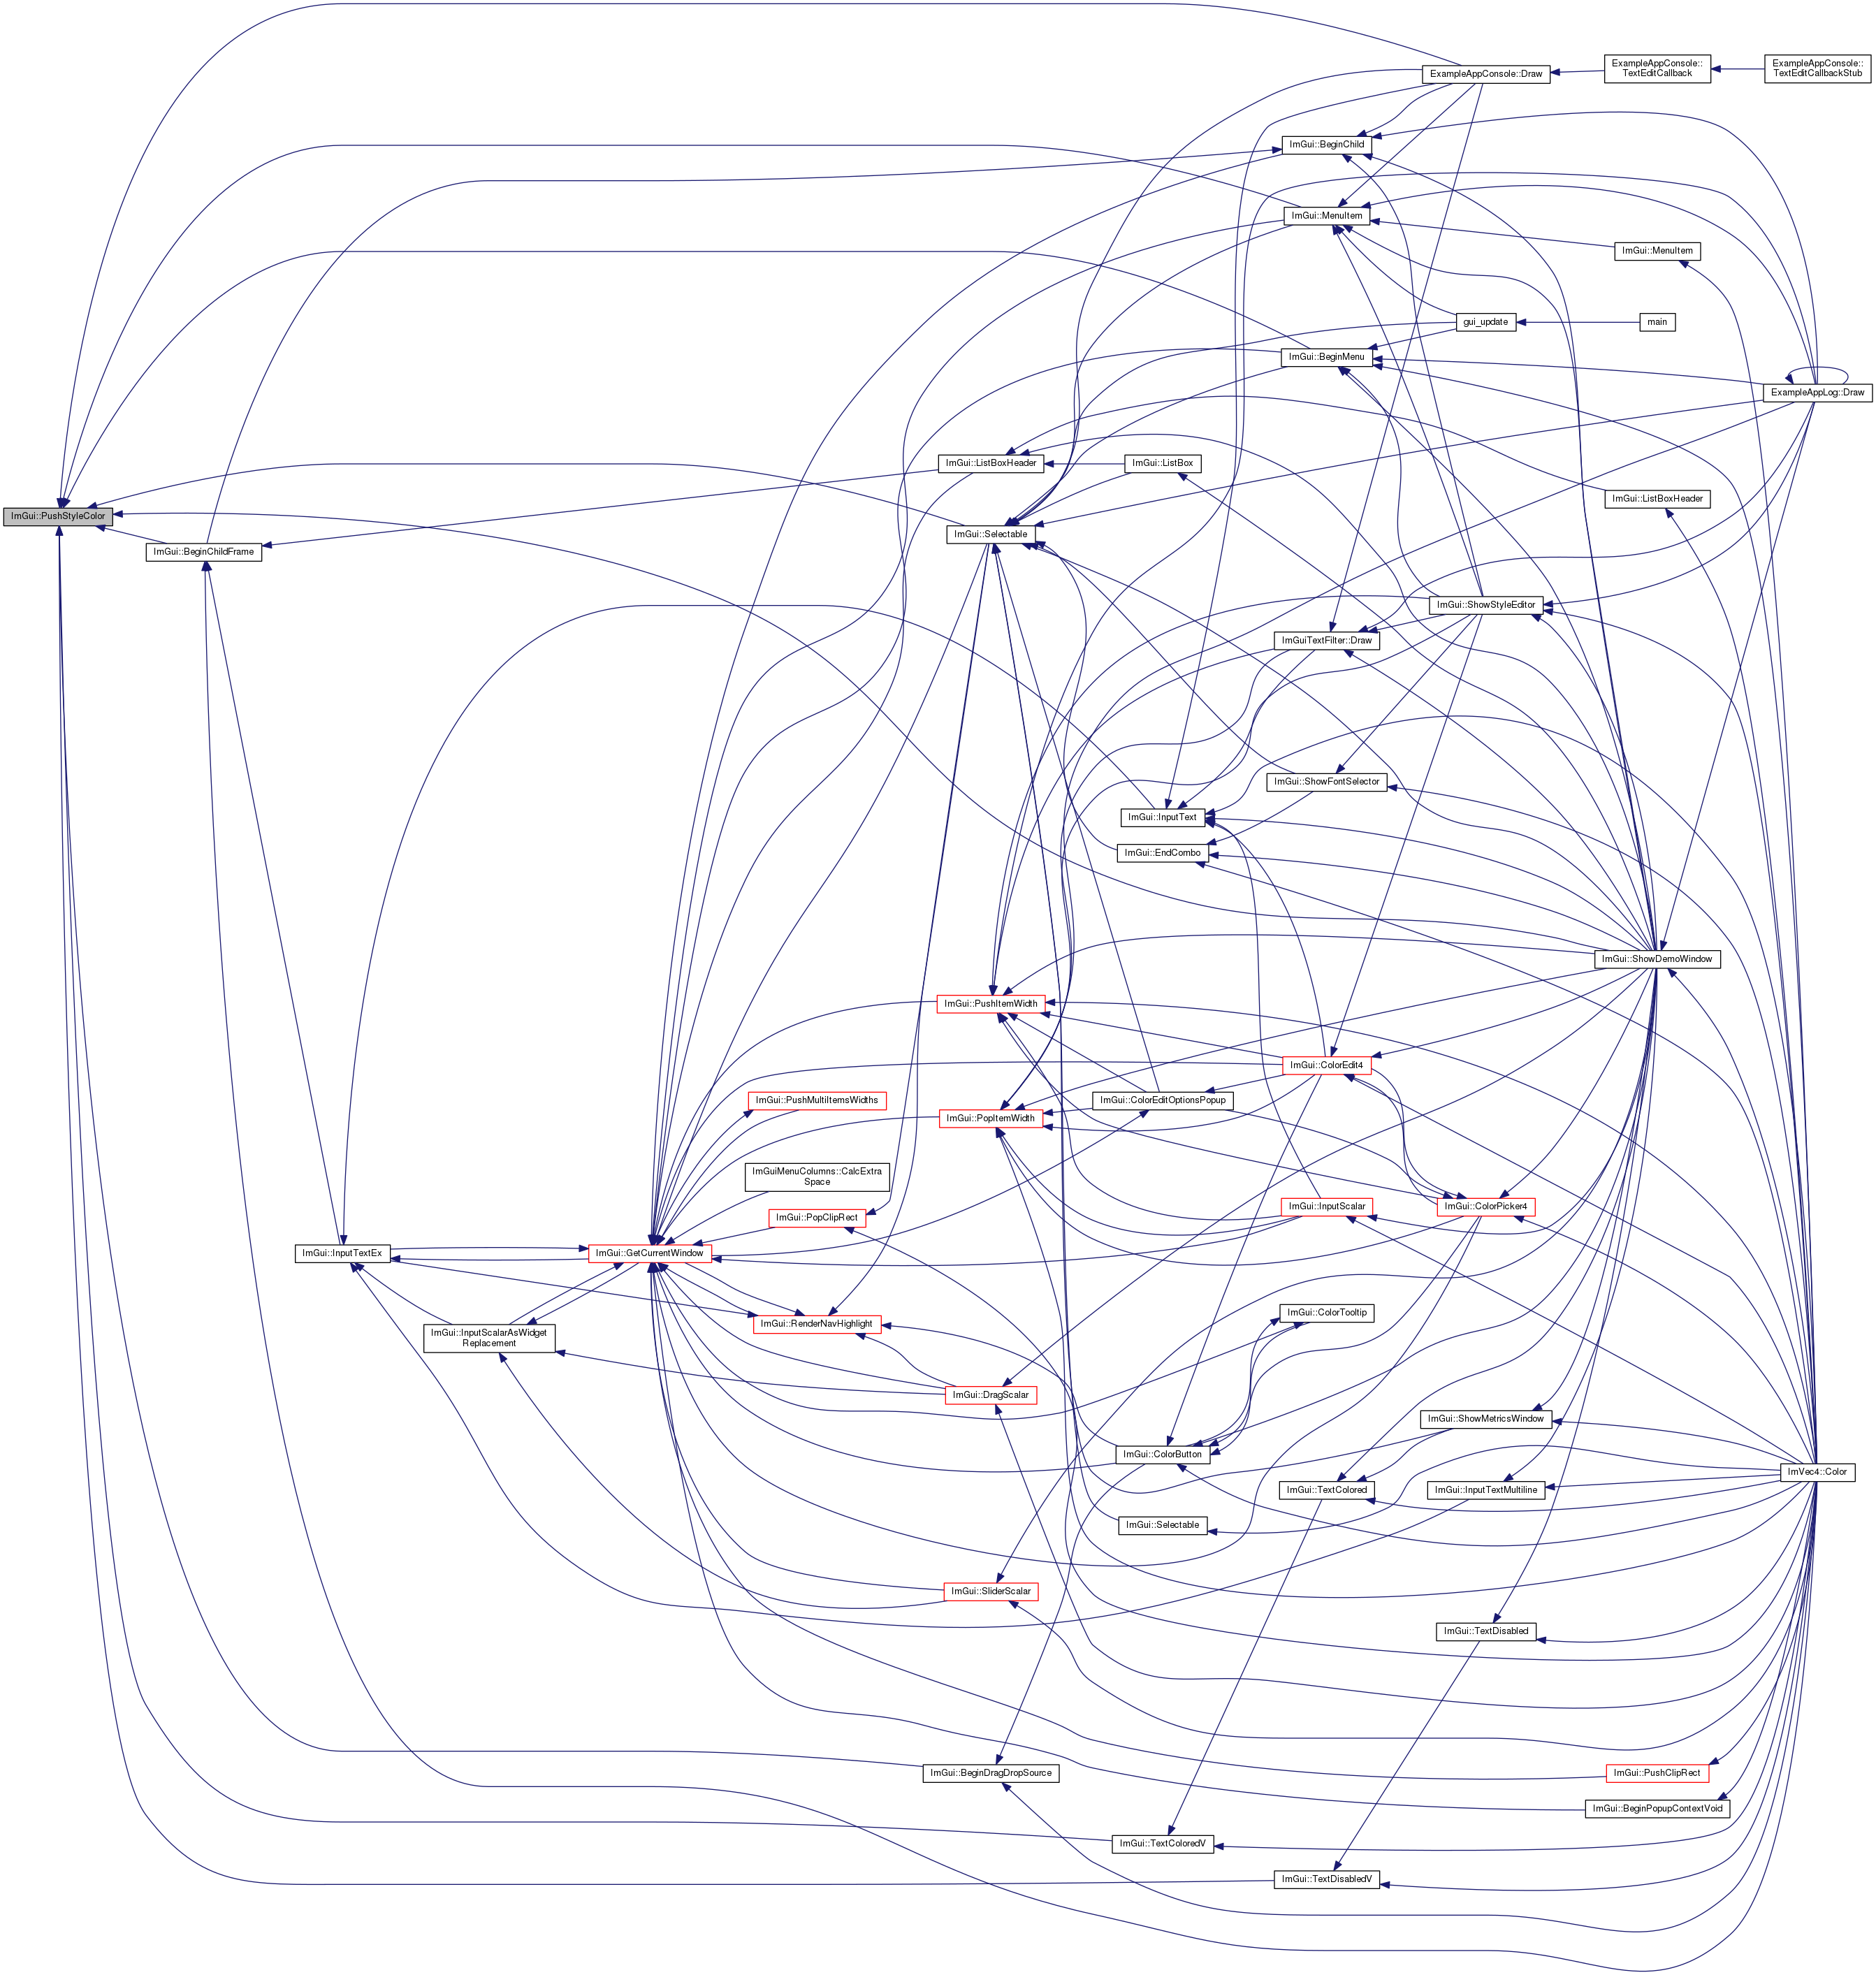 ExampleAppConsole::Draw
ExampleAppConsole::
TextEditCallback
ExampleAppConsole::
TextEditCallbackStub
ImGui::BeginChild
ImGui::MenuItem
ImGui::MenuItem
gui_update
main
ImGui::BeginMenu
ExampleAppLog::Draw
ImGui::ListBoxHeader
ImGui::ListBox
ImGui::ListBoxHeader
ImGui::PushStyleColor
ImGui::Selectable
ImGui::BeginChildFrame
ImGui::ShowStyleEditor
ImGuiTextFilter::Draw
ImGui::ShowFontSelector
ImGui::InputText
ImGui::EndCombo
ImGui::ShowDemoWindow
ImGui::PushItemWidth
ImGui::ColorEdit4
ImGui::PushMultiItemsWidths
ImGui::ColorEditOptionsPopup
ImGui::PopItemWidth
ImGuiMenuColumns::CalcExtra
Space
ImGui::InputScalar
ImGui::ColorPicker4
ImGui::PopClipRect
ImGui::InputTextEx
ImGui::GetCurrentWindow
ImGui::ColorTooltip
ImGui::RenderNavHighlight
ImGui::InputScalarAsWidget
Replacement
ImGui::DragScalar
ImGui::ShowMetricsWindow
ImGui::ColorButton
ImVec4::Color
ImGui::TextColored
ImGui::InputTextMultiline
ImGui::Selectable
ImGui::SliderScalar
ImGui::TextDisabled
ImGui::BeginDragDropSource
ImGui::PushClipRect
ImGui::BeginPopupContextVoid
ImGui::TextColoredV
ImGui::TextDisabledV